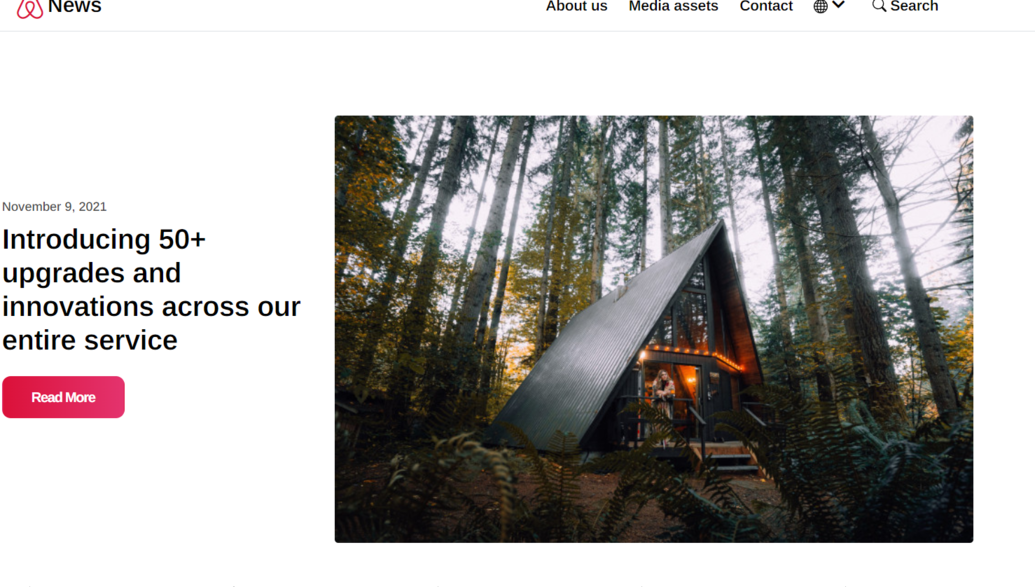 News
About us Media assets Contact Search
November 9, 2021
Introducing 50+
upgrades and
innovations across our
entire service
Read More